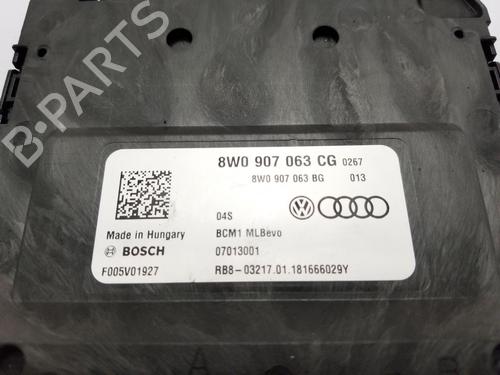 8W0 907 063 CG 0267
8W0 907 063 BG 013
04S
Made in Hungary BCM1 MLBevo
BOSCH 07013001
F005V01927 RB8-03217.01.181666029Y
B-PARTS
A